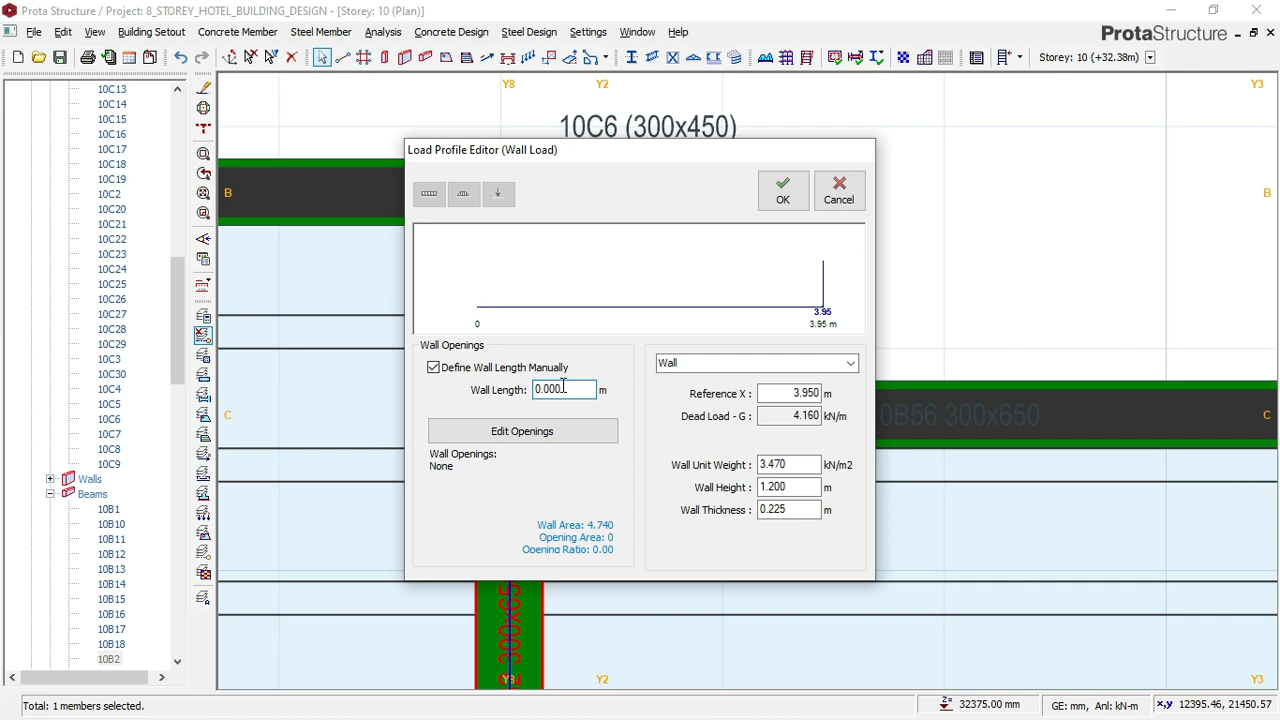 Prota Structure / Project: 8_STOREY_HOTEL_BUILDING_DESIGN - [Storey: 10 (Plan)]
File Edit View Building Setout Concrete Member Steel Member Analysis Concrete Design Steel Design Settings Window Help
ProtaStructure
Storey: 10 (+32.38m)
10C13
10C14
10C15
10C16
10C17
10C18
10C19
10C2
10C20
10C21
10C22
10C23
10C24
10C25
10C26
10C27
10C28
10C29
10C3
10C30
10C4
10C5
10C6
10C7
10C8
10C9
Walls
Beams
10B1
10B10
10B11
10B12
10B13
10B14
10B15
10B16
10B17
10B18
10B2
Y8 Y2 Y3
10C6 (300x450)
B B
C C
10B56 300x650
Load Profile Editor (Wall Load)
OK Cancel
3.95
0 3.95 m
Wall Openings
Define Wall Length Manually
Wall Length: 0.000 m
Edit Openings
Wall Openings:
None
Wall Area: 4.740
Opening Area: 0
Opening Ratio: 0.00
Wall
Reference X : 3.950 m
Dead Load - G : 4.160 kN/m
Wall Unit Weight : 3.470 kN/m2
Wall Height : 1.200 m
Wall Thickness : 0.225 m
Y2 Y3
Total: 1 members selected.
32375.00 mm
GE: mm, Anl: kN-m
x,y 12395.46, 21450.57